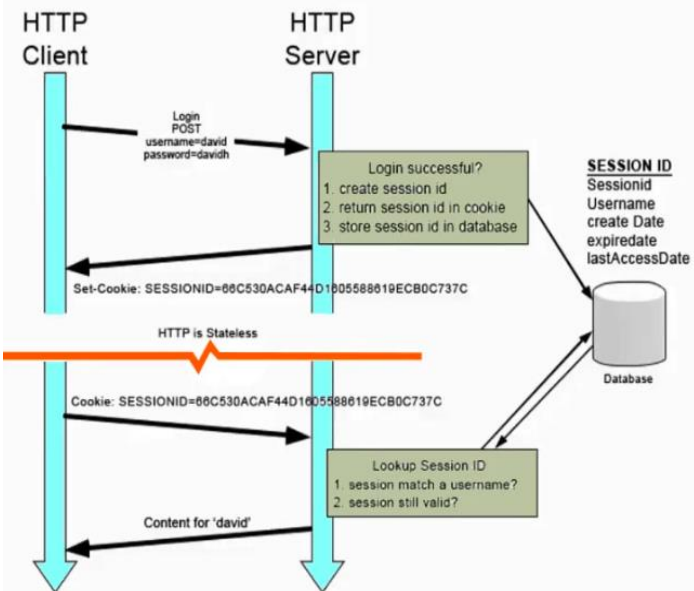 HTTP
Client
HTTP
Server
Login
POST
username=david
password=davidh
Login successful?
1. create session id
2. return session id in cookie
3. store session id in database
SESSION ID
Sessionid
Username
create Date
expiredate
lastAccessDate
Set-Cookie: SESSIONID=66C530ACAF44D1605588619ECB0C737C
HTTP is Stateless
Database
Cookie: SESSIONID=66C530ACAF44D1605588619ECB0C737C
Lookup Session ID
1. session match a username?
2. session still valid?
Content for 'david'